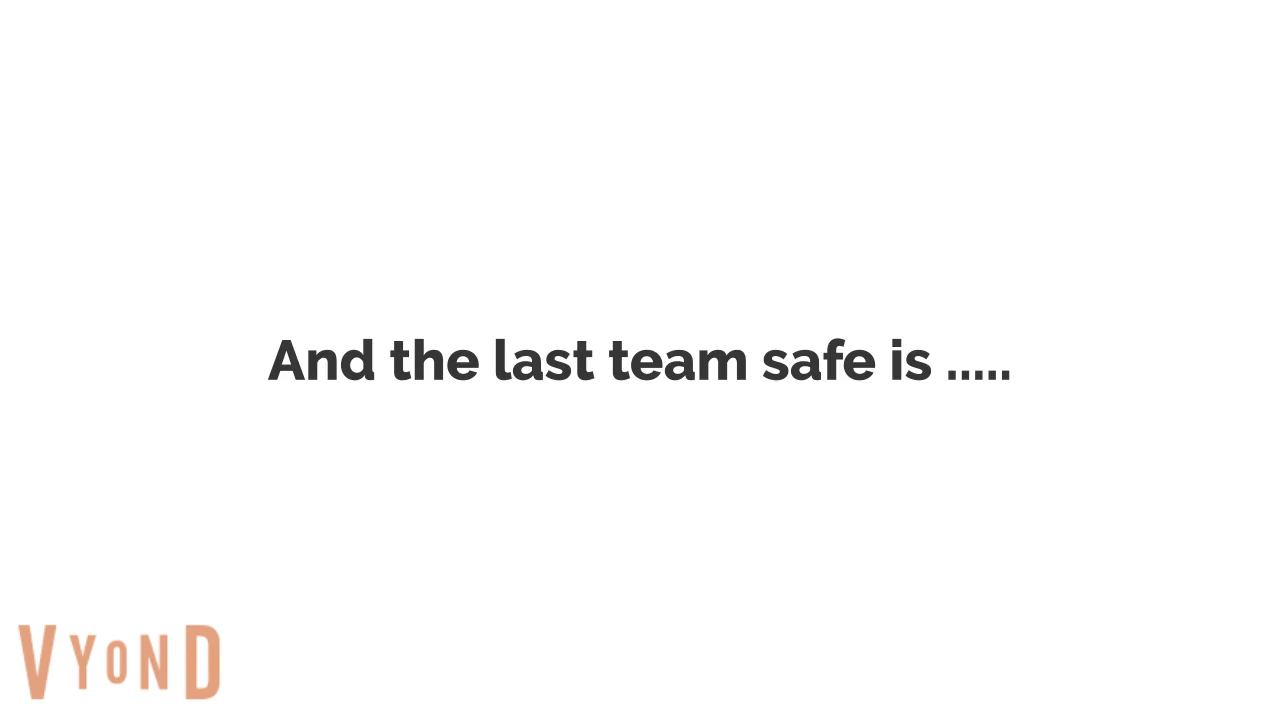 And the last team safe is .....
VYOND